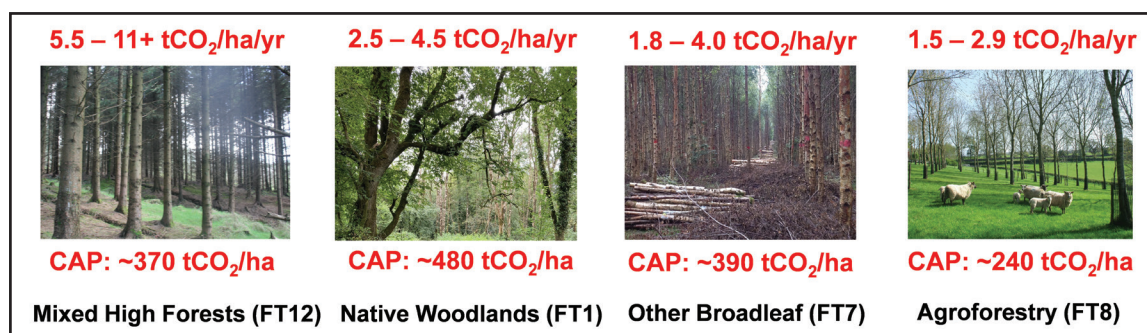 5.5 – 11+ tCO₂/ha/yr
2.5 – 4.5 tCO₂/ha/yr
1.8 – 4.0 tCO₂/ha/yr
1.5 – 2.9 tCO₂/ha/yr
CAP: ~370 tCO₂/ha
CAP: ~480 tCO₂/ha
CAP: ~390 tCO₂/ha
CAP: ~240 tCO₂/ha
Mixed High Forests (FT12)
Native Woodlands (FT1)
Other Broadleaf (FT7)
Agroforestry (FT8)